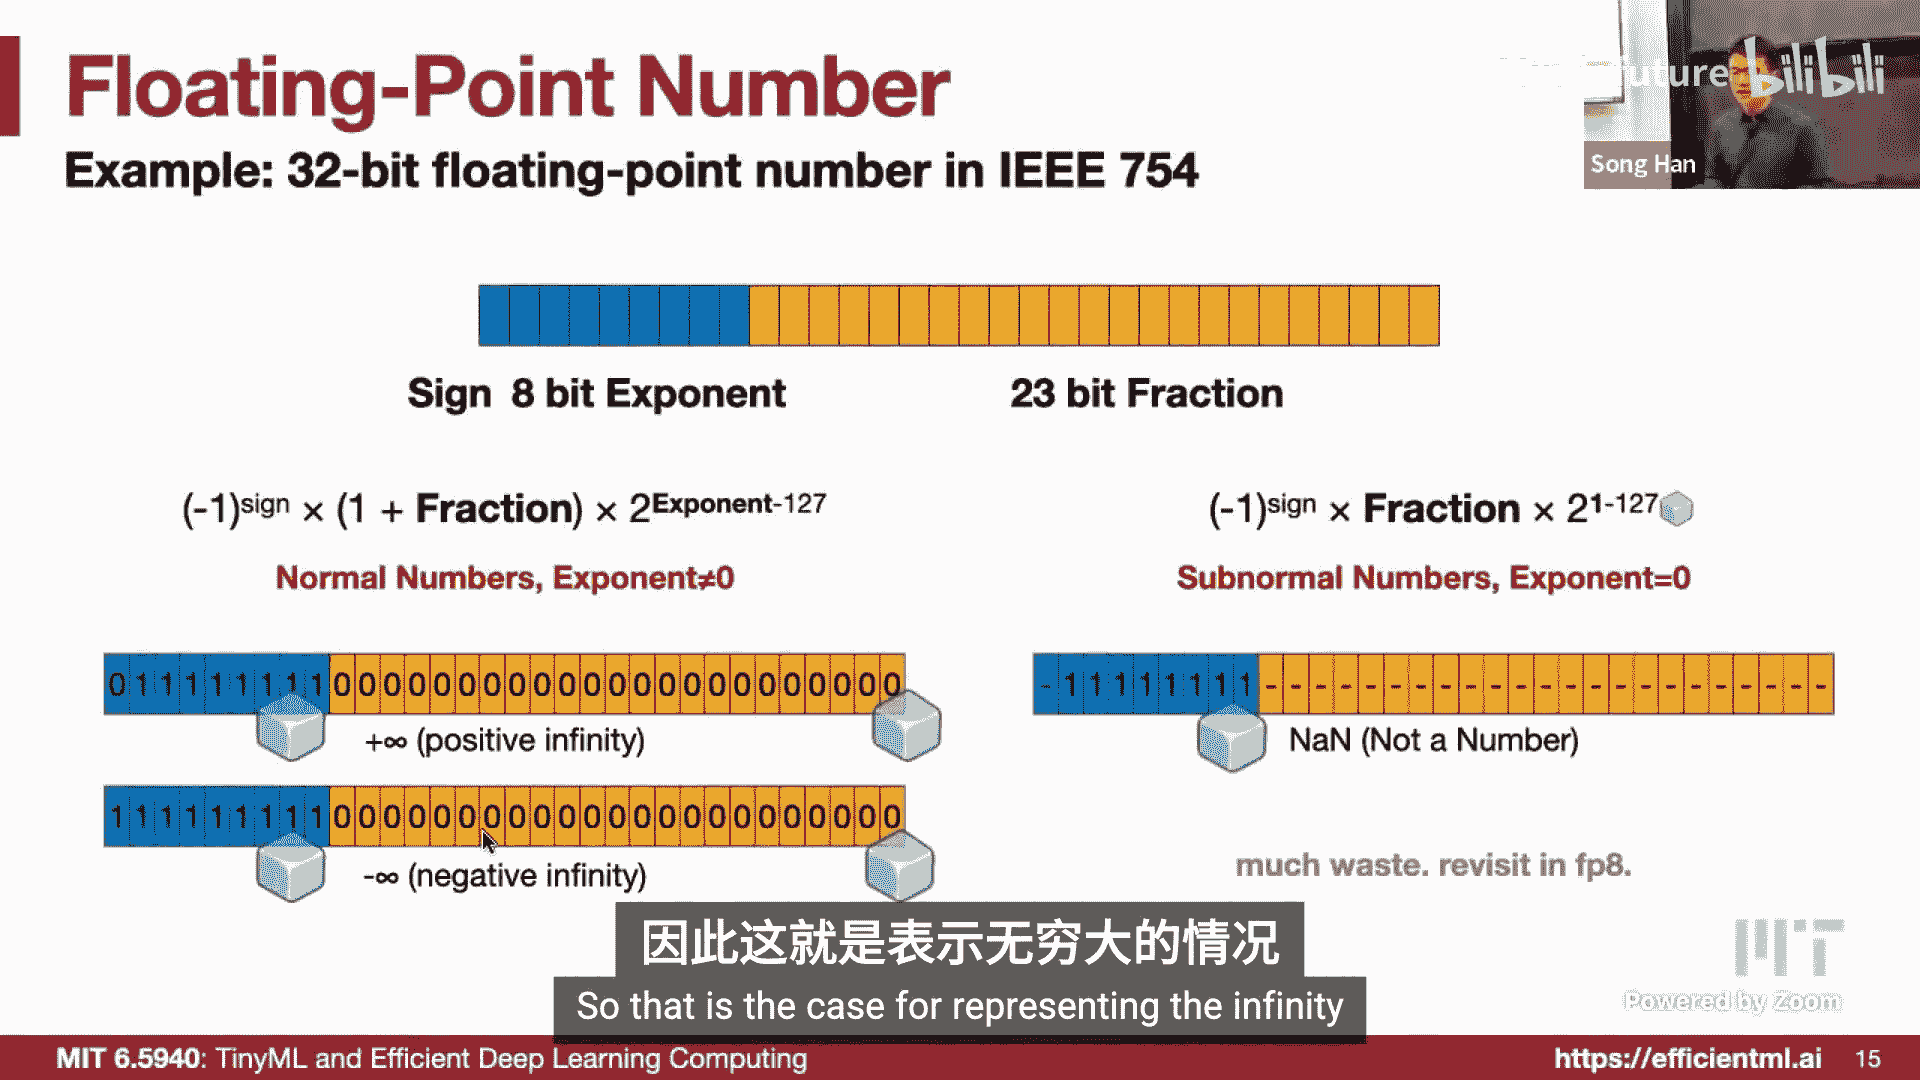 Floating-Point Number
uture bilibili
Example: 32-bit floating-point number in IEEE 754
Song Han
Sign 8 bit Exponent
23 bit Fraction
(-1)sign × (1 + Fraction) × 2Exponent-127
(-1)sign × Fraction × 21-127
Normal Numbers, Exponent≠0
Subnormal Numbers, Exponent=0
0 1 1 1 1 1 1 1 1 0 0 0 0 0 0 0 0 0 0 0 0 0 0 0 0 0 0 0 0 0 0 0
- 1 1 1 1 1 1 1 1 - - - - - - - - - - - - - - - - - - - - - - -
+∞ (positive infinity)
NaN (Not a Number)
1 1 1 1 1 1 1 1 1 0 0 0 0 0 0 0 0 0 0 0 0 0 0 0 0 0 0 0 0 0 0 0
-∞ (negative infinity)
much waste. revisit in fp8.
因此这就是表示无穷大的情况
So that is the case for representing the infinity
MIT
Powered by Zoom
MIT 6.5940: TinyML and Efficient Deep Learning Computing
https://efficientml.ai 15